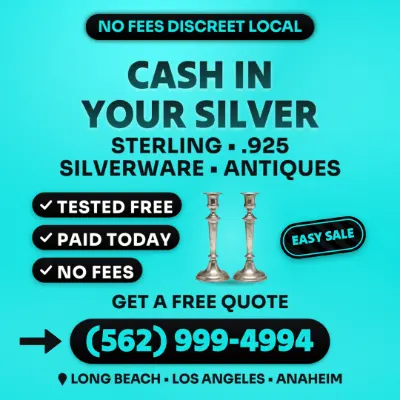 NO FEES DISCREET LOCAL
CASH IN
YOUR SILVER
STERLING • .925
SILVERWARE • ANTIQUES
✓ TESTED FREE
✓ PAID TODAY
✓ NO FEES
EASY SALE
GET A FREE QUOTE
(562) 999-4994
LONG BEACH • LOS ANGELES • ANAHEIM